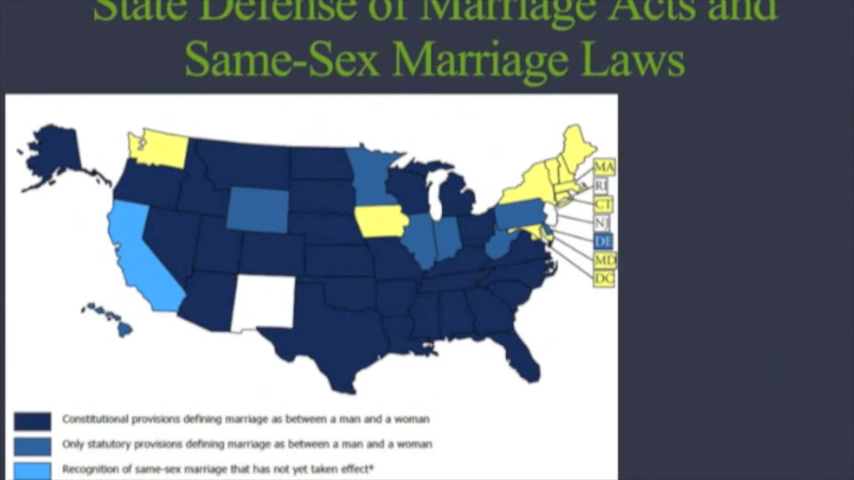 State Defense of Marriage Acts and
Same-Sex Marriage Laws
MA
RI
CT
NJ
DE
MD
DC
Constitutional provisions defining marriage as between a man and a woman
Only statutory provisions defining marriage as between a man and a woman
Recognition of same-sex marriage that has not yet taken effect*